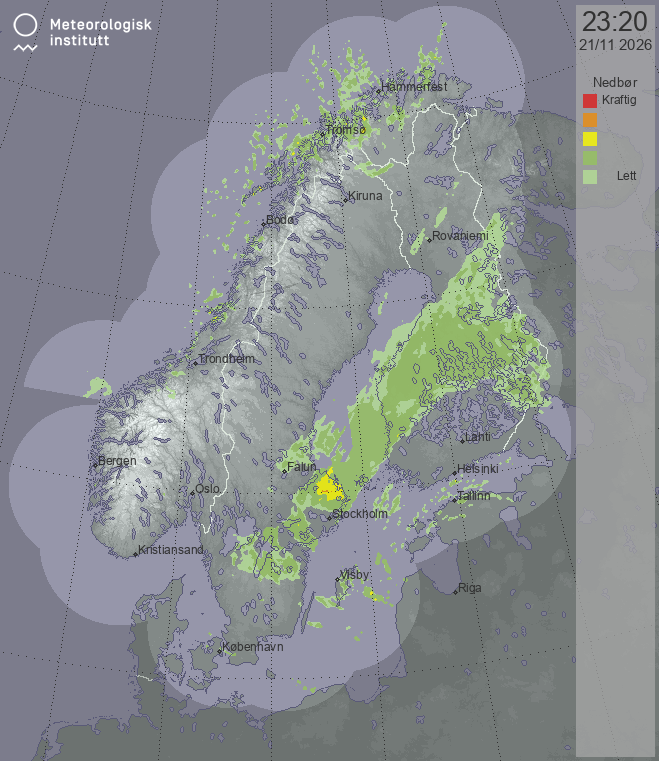 Meteorologisk
institutt
23:20
21/11 2026
Nedbør
Kraftig
Lett
Hammerfest
Tromsø
Kiruna
Bodø
Rovaniemi
Trondheim
Lahti
Bergen
Falun
Helsinki
Oslo
Tallinn
Stockholm
Kristiansand
Visby
Riga
København